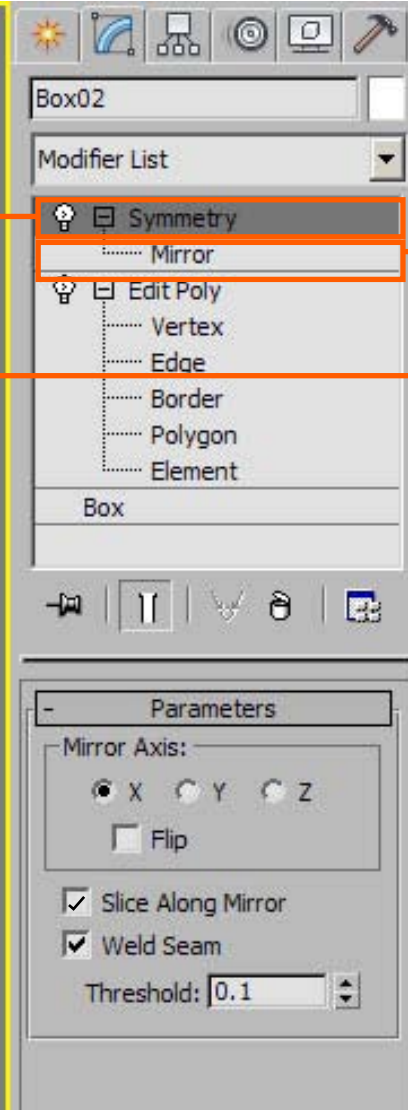 Box02
Modifier List
Symmetry
Mirror
Edit Poly
Vertex
Edge
Border
Polygon
Element
Box
- Parameters
Mirror Axis:
X Y Z
Flip
Slice Along Mirror
Weld Seam
Threshold: 0.1